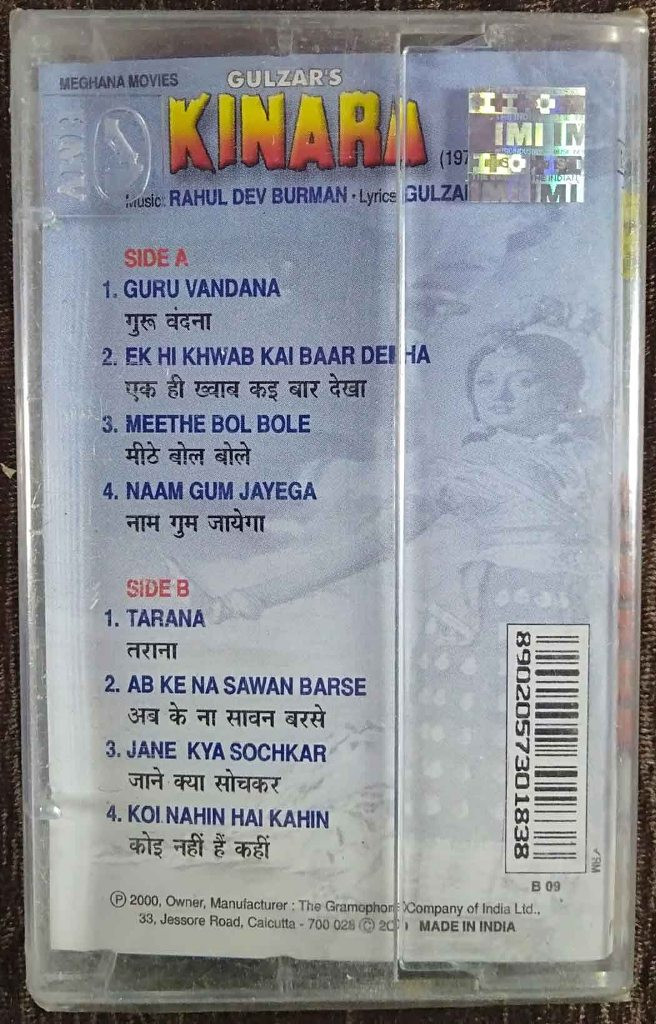 MEGHANA MOVIES
GULZAR'S
KINARA
(197
Music: RAHUL DEV BURMAN • Lyrics GULZA
IMI
SIDE A
1. GURU VANDANA
गुरू वंदना
2. EK HI KHWAB KAI BAAR DEKHA
एक ही ख्वाब कइ बार देखा
3. MEETHE BOL BOLE
मीठे बोल बोले
4. NAAM GUM JAYEGA
नाम गुम जायेगा
SIDE B
1. TARANA
तराना
2. AB KE NA SAWAN BARSE
अब के ना सावन बरसे
3. JANE KYA SOCHKAR
जाने क्या सोचकर
4. KOI NAHIN HAI KAHIN
कोइ नहीं हैं कहीं
8902057301838
B 09
Ⓟ 2000, Owner, Manufacturer : The Gramophone Company of India Ltd.,
33, Jessore Road, Calcutta - 700 028 © MADE IN INDIA